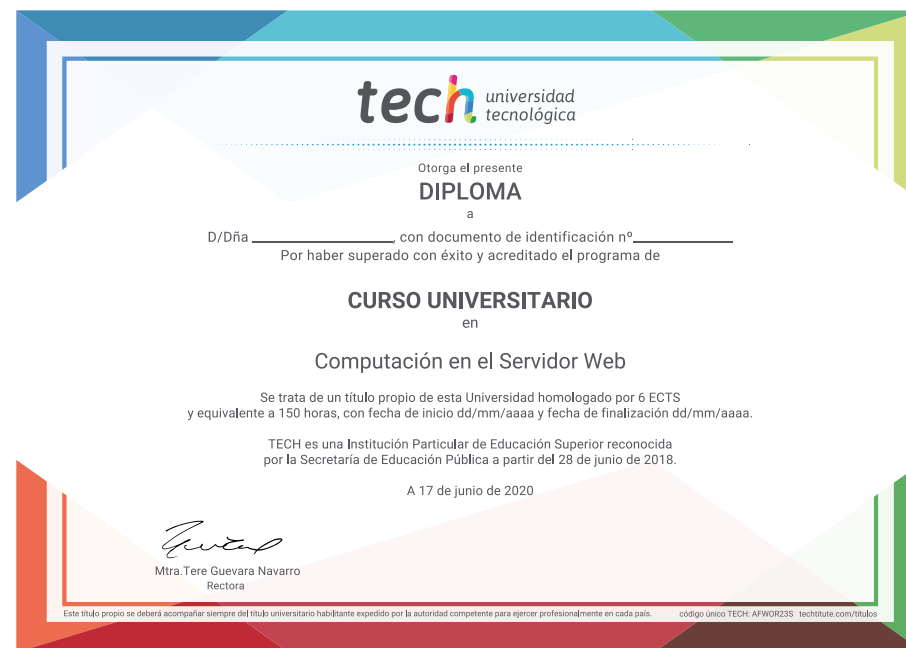 tech universidad
tecnológica
Otorga el presente
DIPLOMA
a
D/Dña ____________________, con documento de identificación nº______________
Por haber superado con éxito y acreditado el programa de
CURSO UNIVERSITARIO
en
Computación en el Servidor Web
Se trata de un título propio de esta Universidad homologado por 6 ECTS
y equivalente a 150 horas, con fecha de inicio dd/mm/aaaa y fecha de finalización dd/mm/aaaa.
TECH es una Institución Particular de Educación Superior reconocida
por la Secretaría de Educación Pública a partir del 28 de junio de 2018.
A 17 de junio de 2020
Mtra.Tere Guevara Navarro
Rectora
Este título propio se deberá acompañar siempre del título universitario habilitante expedido por la autoridad competente para ejercer profesionalmente en cada país. código único TECH: AFWOR23S techtitute.com/titulos